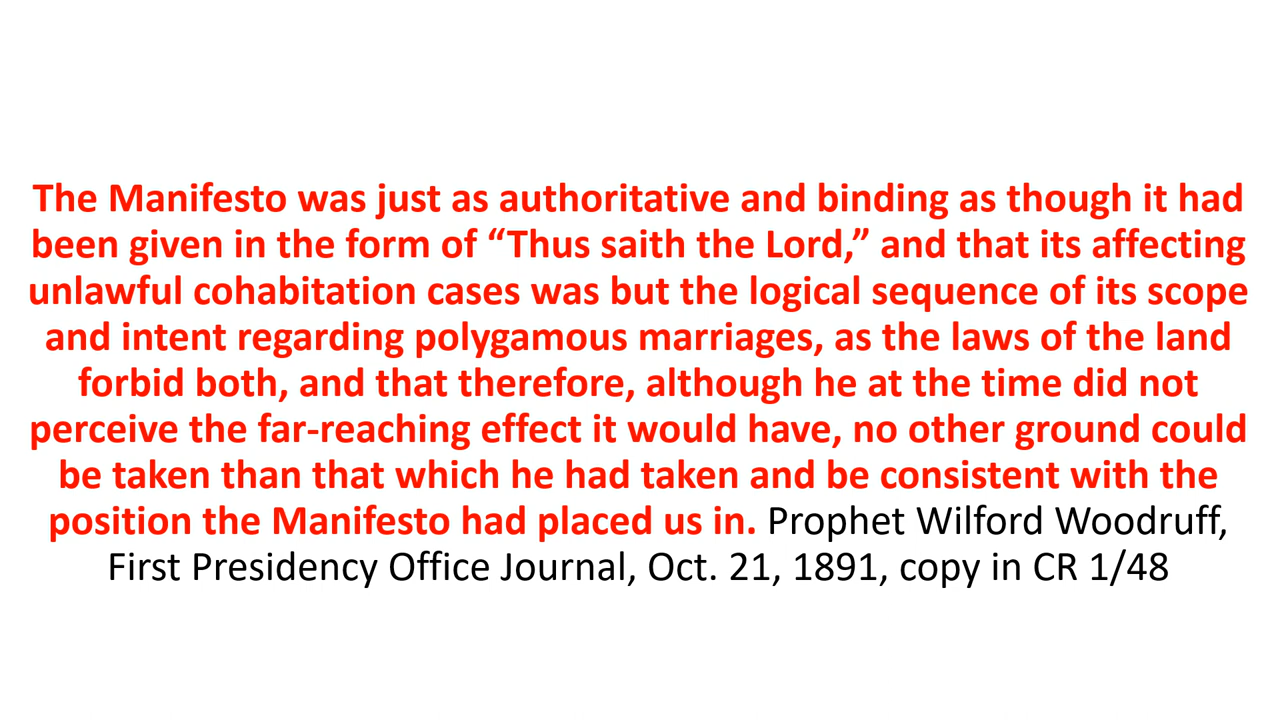 The Manifesto was just as authoritative and binding as though it had
been given in the form of “Thus saith the Lord,” and that its affecting
unlawful cohabitation cases was but the logical sequence of its scope
and intent regarding polygamous marriages, as the laws of the land
forbid both, and that therefore, although he at the time did not
perceive the far-reaching effect it would have, no other ground could
be taken than that which he had taken and be consistent with the
position the Manifesto had placed us in. Prophet Wilford Woodruff,
First Presidency Office Journal, Oct. 21, 1891, copy in CR 1/48